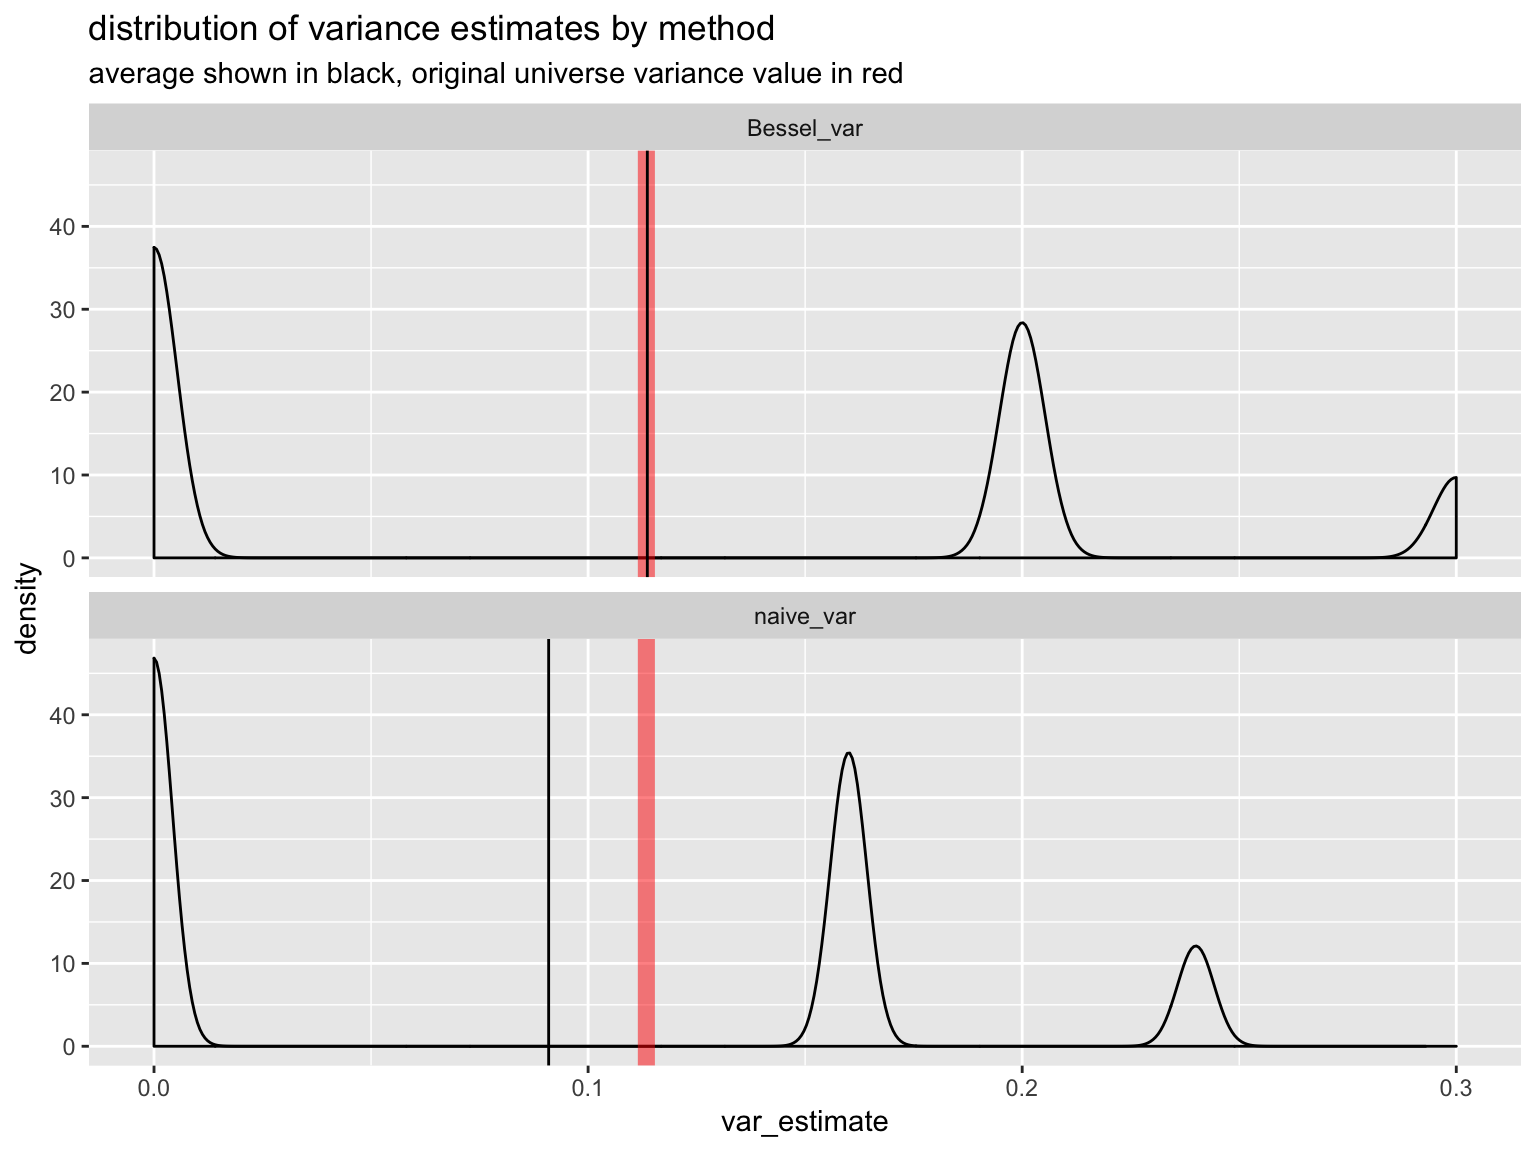 distribution of variance estimates by method
average shown in black, original universe variance value in red
Bessel_var
40
30
20
10
0
density
naive_var
40
30
20
10
0
0.0
0.1
0.2
0.3
var_estimate